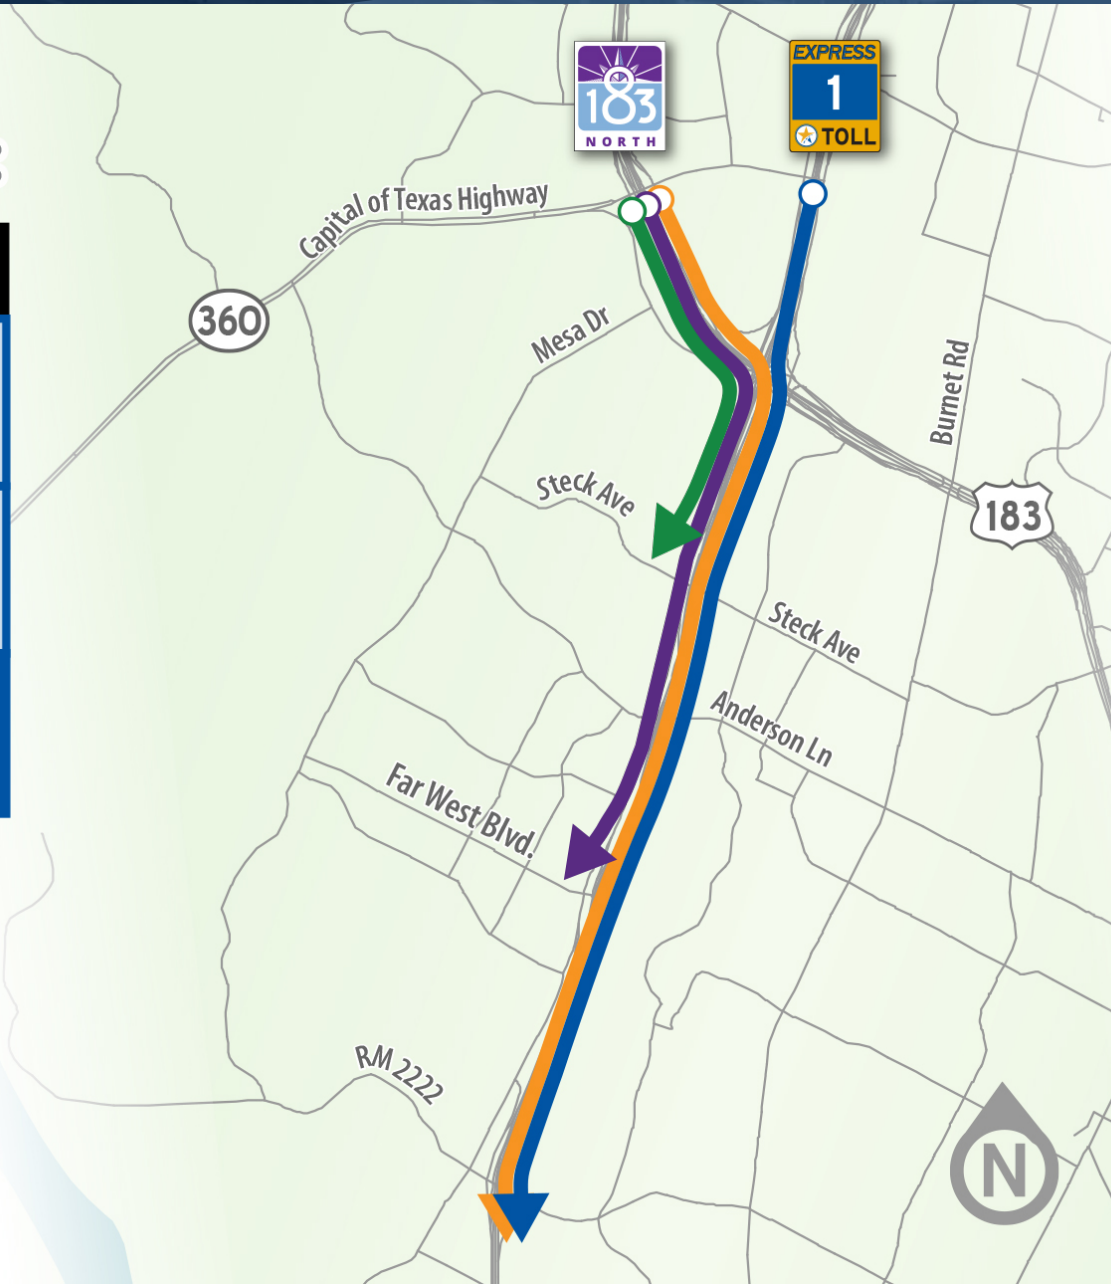 183
NORTH
EXPRESS
1
TOLL
Capital of Texas Highway
360
Mesa Dr
Burnet Rd
Steck Ave
183
Steck Ave
Anderson Ln
Far West Blvd.
RM 2222
N